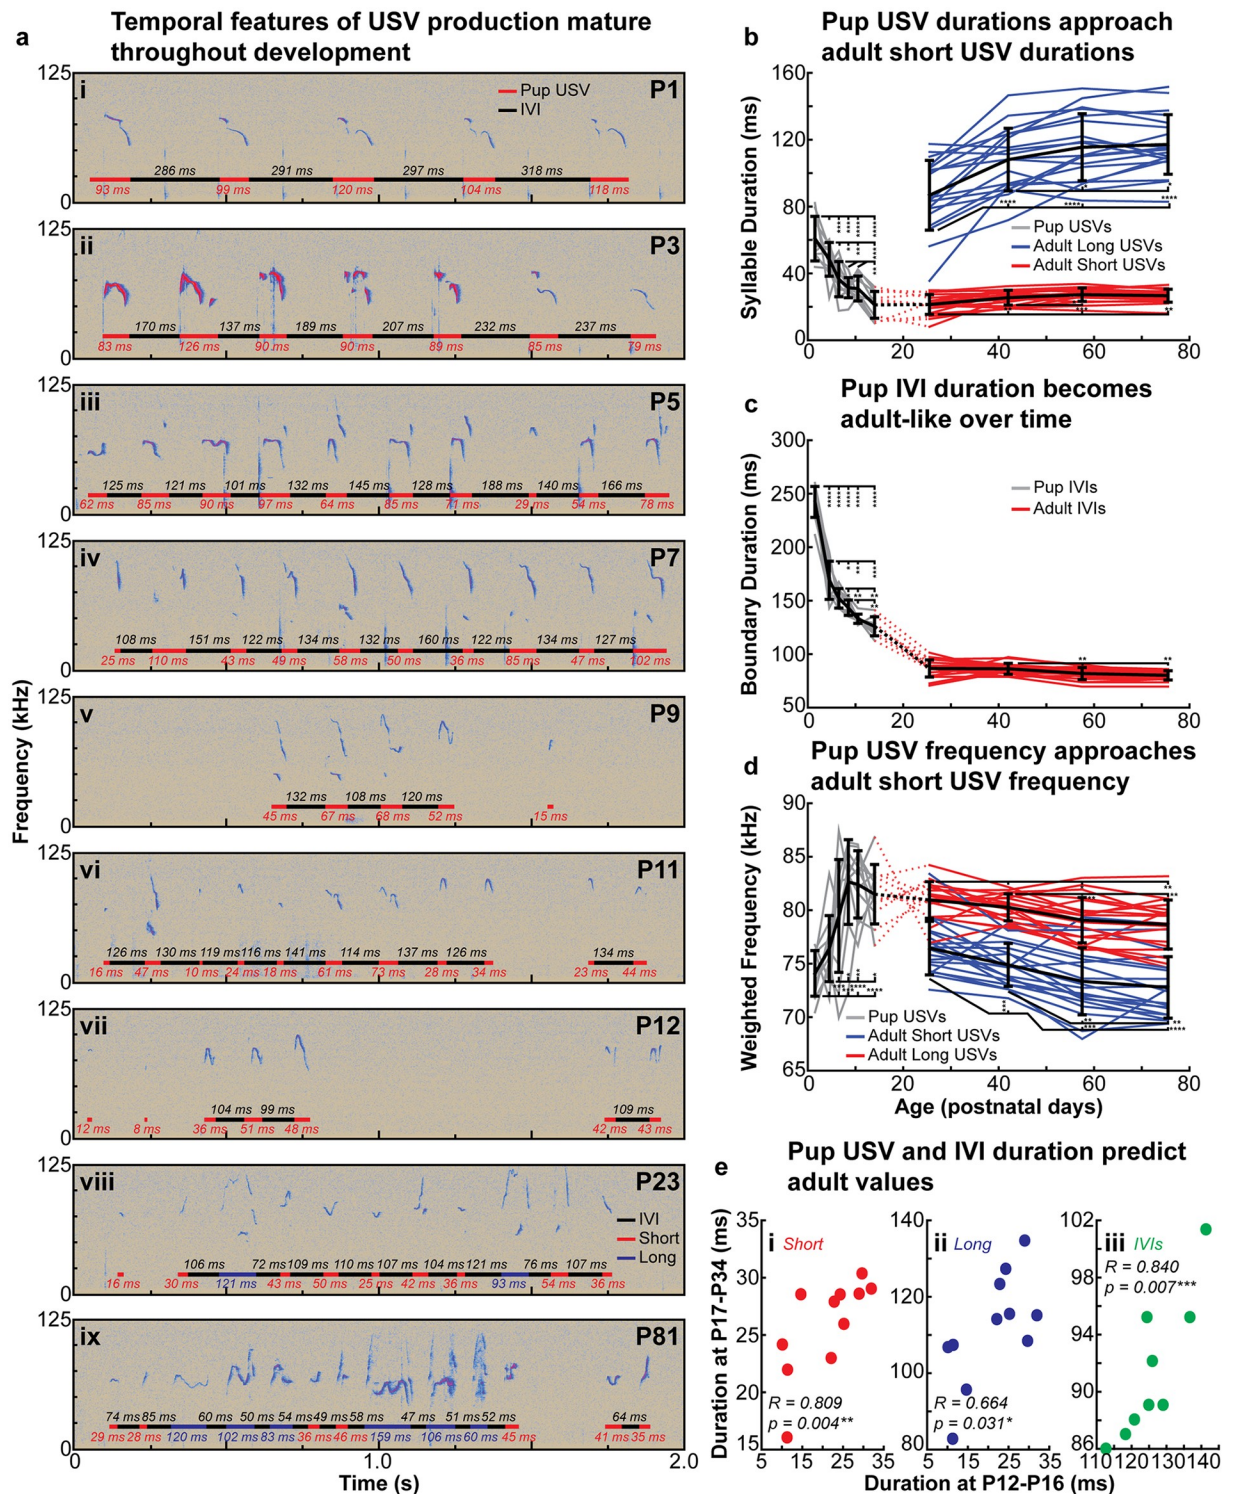 a
Temporal features of USV production mature
throughout development
125
i
Pup USV
IVI
P1
286 ms 291 ms 297 ms 318 ms
93 ms 99 ms 120 ms 104 ms 118 ms
0
125
ii
P3
170 ms 137 ms 189 ms 207 ms 232 ms 237 ms
83 ms 126 ms 90 ms 90 ms 89 ms 85 ms 79 ms
0
125
iii
P5
125 ms 121 ms 101 ms 132 ms 145 ms 128 ms 188 ms 140 ms 166 ms
62 ms 85 ms 90 ms 97 ms 64 ms 85 ms 71 ms 29 ms 54 ms 78 ms
0
125
iv
P7
108 ms 151 ms 122 ms 134 ms 132 ms 160 ms 122 ms 134 ms 127 ms
25 ms 110 ms 43 ms 49 ms 58 ms 50 ms 36 ms 85 ms 47 ms 102 ms
0
Frequency (kHz)
125
v
P9
132 ms 108 ms 120 ms
45 ms 67 ms 68 ms 52 ms 15 ms
0
125
vi
P11
126 ms 130 ms 119 ms 116 ms 141 ms 114 ms 137 ms 126 ms 134 ms
16 ms 47 ms 10 ms 24 ms 18 ms 61 ms 73 ms 28 ms 34 ms 23 ms 44 ms
0
125
vii
P12
104 ms 99 ms 109 ms
12 ms 8 ms 36 ms 51 ms 48 ms 42 ms 43 ms
0
125
viii
P23
IVI
Short
Long
106 ms 72 ms 109 ms 110 ms 107 ms 104 ms 121 ms 76 ms 107 ms
16 ms 30 ms 121 ms 43 ms 50 ms 25 ms 42 ms 36 ms 93 ms 54 ms 36 ms
0
125
ix
P81
74 ms 85 ms 60 ms 50 ms 54 ms 49 ms 58 ms 47 ms 51 ms 52 ms 64 ms
29 ms 28 ms 120 ms 102 ms 83 ms 36 ms 46 ms 159 ms 106 ms 60 ms 45 ms 41 ms 35 ms
0
0 1.0 2.0
Time (s)
b
Pup USV durations approach
adult short USV durations
Syllable Duration (ms)
160
120
80
40
0
Pup USVs
Adult Long USVs
Adult Short USVs
0 20 40 60 80
c
Pup IVI duration becomes
adult-like over time
Boundary Duration (ms)
300
250
200
150
100
50
Pup IVIs
Adult IVIs
0 20 40 60 80
d
Pup USV frequency approaches
adult short USV frequency
Weighted Frequency (kHz)
90
85
80
75
70
65
Pup USVs
Adult Short USVs
Adult Long USVs
0 20 40 60 80
Age (postnatal days)
e
Pup USV and IVI duration predict
adult values
Duration at P17-P34 (ms)
35
30
25
20
15
i Short
R = 0.809
p = 0.004**
5 15 25 35
140
120
100
80
ii Long
R = 0.664
p = 0.031*
5 15 25 35
102
98
94
90
86
iii IVIs
R = 0.840
p = 0.007***
110 120 130 140
Duration at P12-P16 (ms)